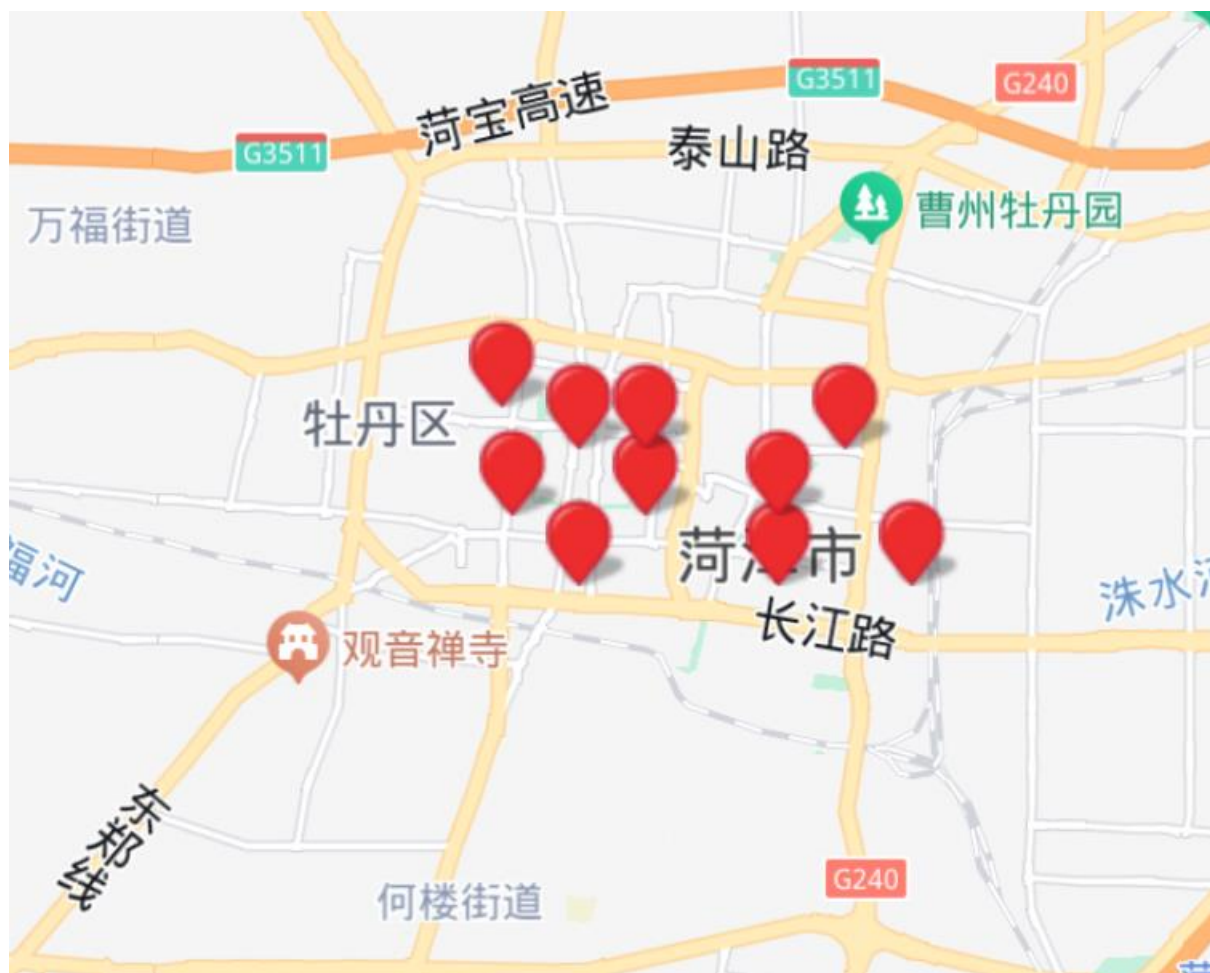 G3511
G240
菏宝高速
泰山路
G3511
曹州牡丹园
万福街道
牡丹区
菏泽市
福河
洙水河
长江路
观音禅寺
东郑线
G240
何楼街道